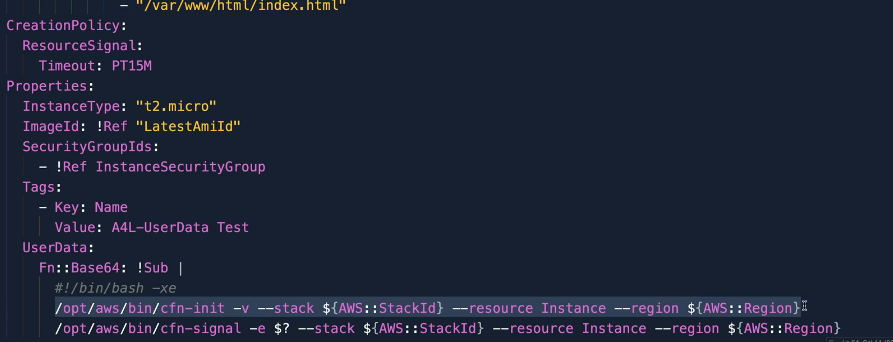 - "/var/www/html/index.html"
CreationPolicy:
ResourceSignal:
Timeout: PT15M
Properties:
InstanceType: "t2.micro"
ImageId: !Ref "LatestAmiId"
SecurityGroupIds:
- !Ref InstanceSecurityGroup
Tags:
- Key: Name
Value: A4L-UserData Test
UserData:
Fn::Base64: !Sub |
#!/bin/bash -xe
/opt/aws/bin/cfn-init -v --stack ${AWS::StackId} --resource Instance --region ${AWS::Region}
/opt/aws/bin/cfn-signal -e $? --stack ${AWS::StackId} --resource Instance --region ${AWS::Region}